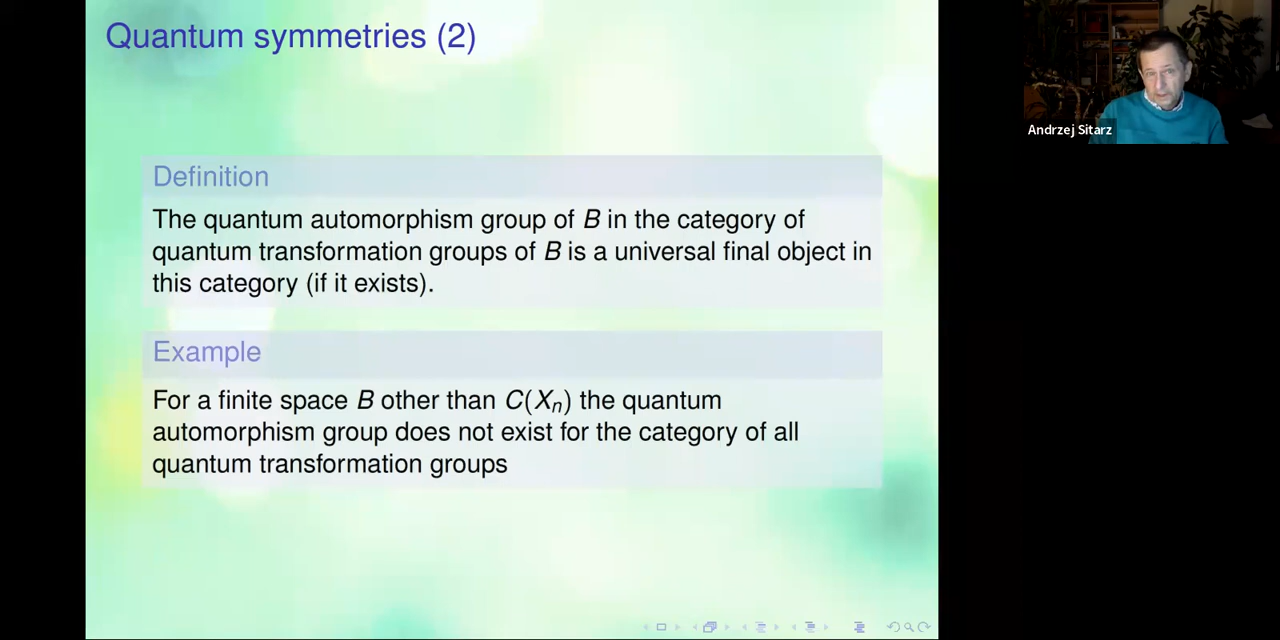 Quantum symmetries (2)
Andrzej Sitarz
Definition
The quantum automorphism group of B in the category of
quantum transformation groups of B is a universal final object in
this category (if it exists).
Example
For a finite space B other than C(Xₙ) the quantum
automorphism group does not exist for the category of all
quantum transformation groups